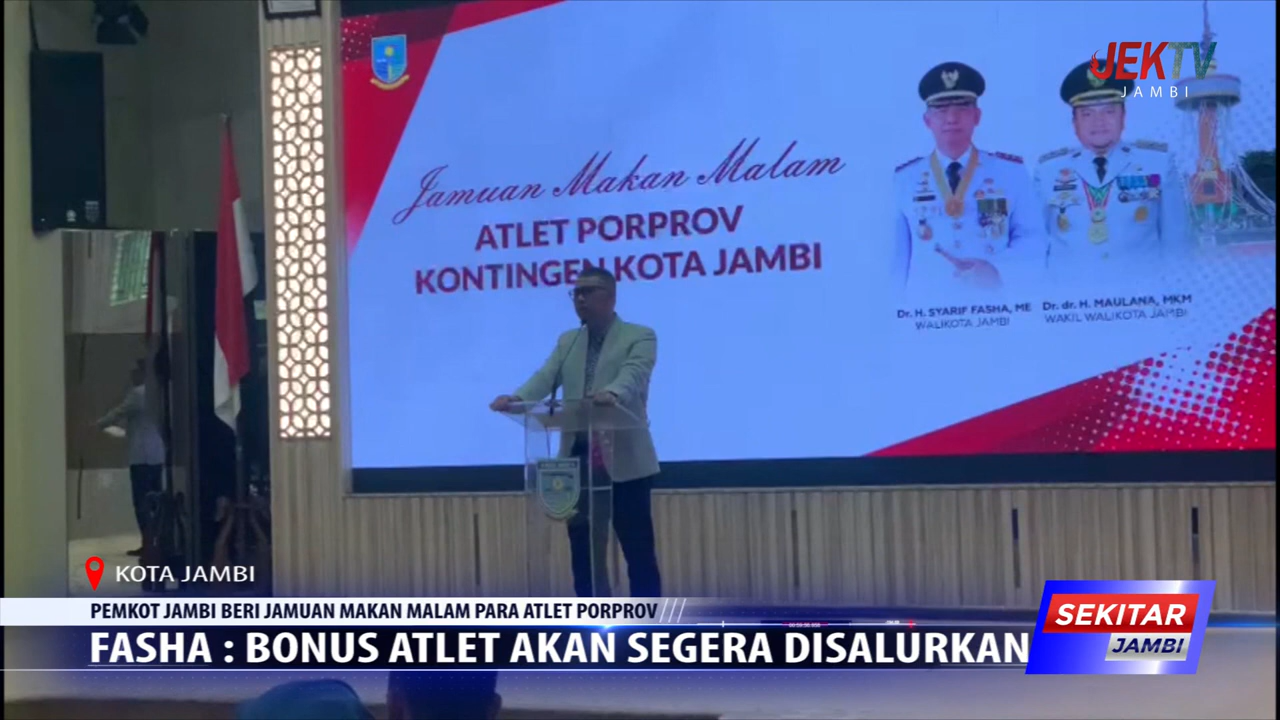 JEKTV
JAMBI
Jamuan Makan Malam
ATLET PORPROV
KONTINGEN KOTA JAMBI
Dr. H. SYARIF FASHA, ME
WALIKOTA JAMBI
Dr. dr. H. MAULANA, MKM
WAKIL WALIKOTA JAMBI
KOTA JAMBI
PEMKOT JAMBI BERI JAMUAN MAKAN MALAM PARA ATLET PORPROV
FASHA : BONUS ATLET AKAN SEGERA DISALURKAN
SEKITAR
JAMBI